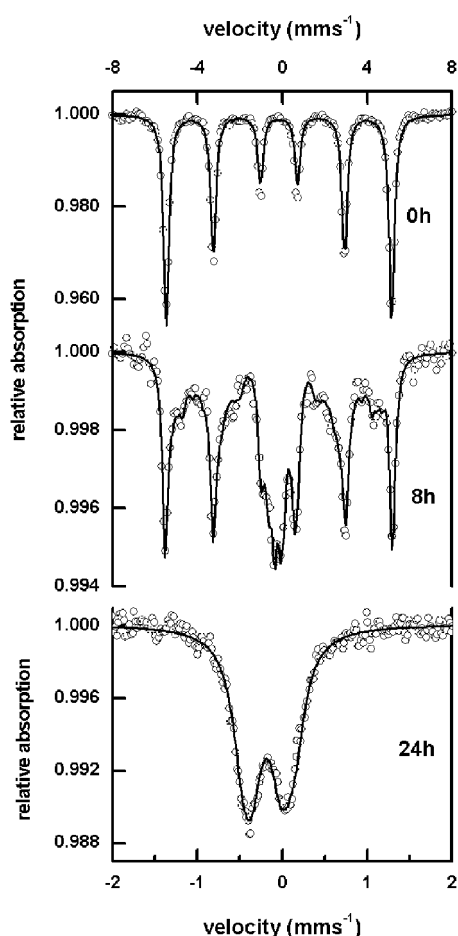 velocity (mms⁻¹)
-8 -4 0 4 8
1.000
0.980
0.960
0h
relative absorption
1.000
0.998
0.996
0.994
8h
1.000
0.996
0.992
0.988
24h
relative absorption
-2 -1 0 1 2
velocity (mms⁻¹)